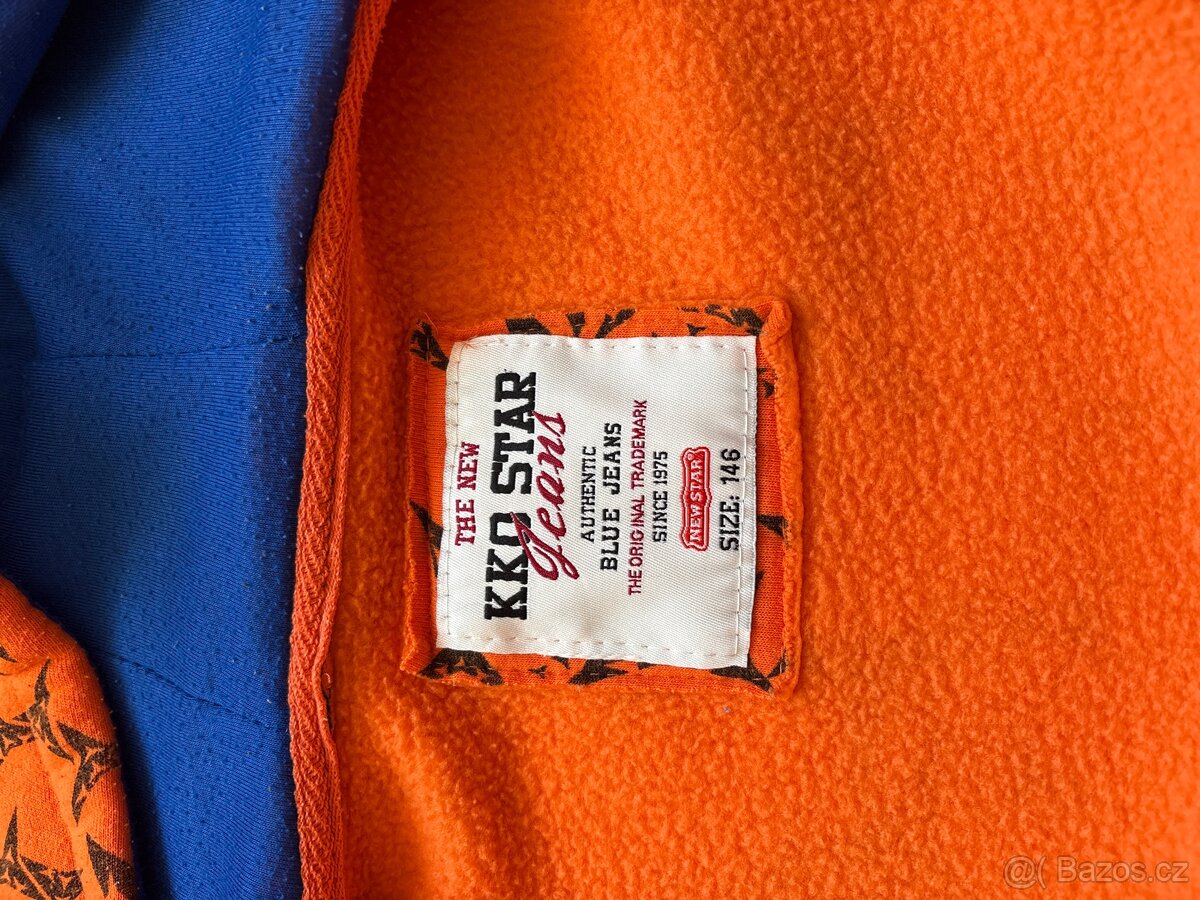 THE NEW
KKO STAR
Jeans
AUTHENTIC
BLUE JEANS
THE ORIGINAL TRADEMARK
SINCE 1975
NEW STAR
SIZE: 146
@( Bazos.cz